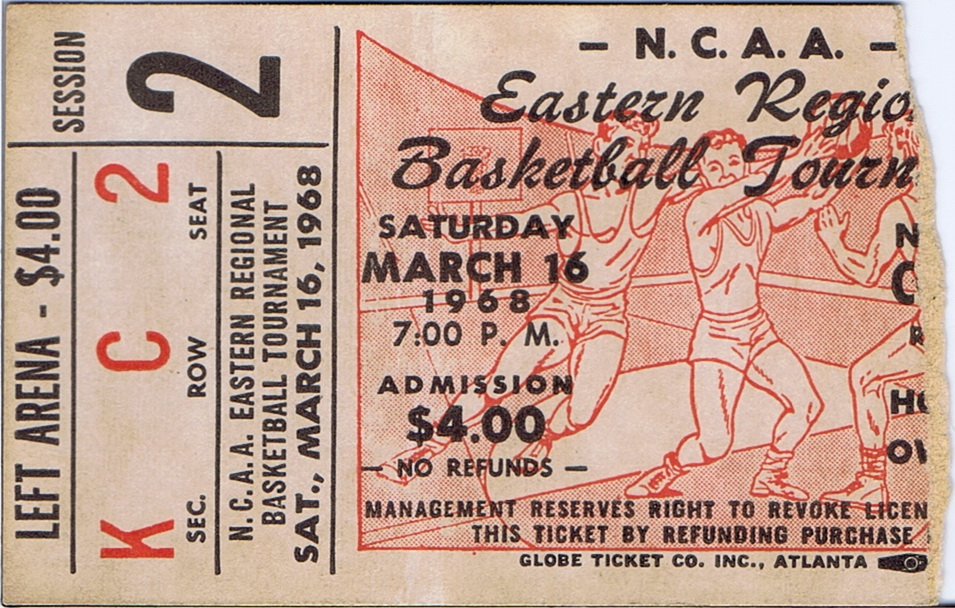 SESSION 2
LEFT ARENA - $4.00
K C 2
SEC. ROW SEAT
N.C.A.A. EASTERN REGIONAL
BASKETBALL TOURNAMENT
SAT., MARCH 16, 1968
— N. C. A. A. —
Eastern Regio
Basketball Tourn
SATURDAY
MARCH 16
1968
7:00 P. M.
ADMISSION
$4.00
— NO REFUNDS —
MANAGEMENT RESERVES RIGHT TO REVOKE LICEN
THIS TICKET BY REFUNDING PURCHASE
GLOBE TICKET CO. INC., ATLANTA